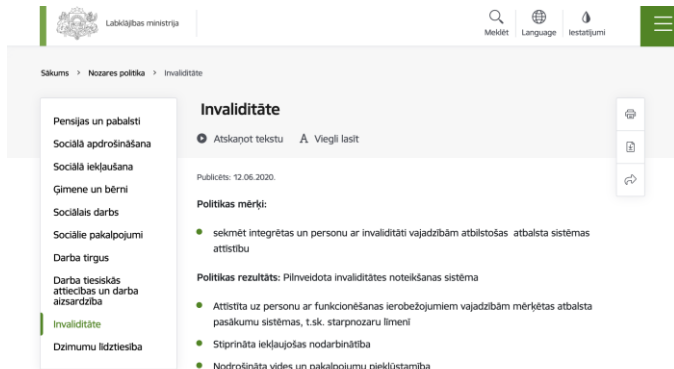 Labklājības ministrija
Meklēt
Language
Iestatījumi
Sākums > Nozares politika > Invaliditāte
Pensijas un pabalsti
Sociālā apdrošināšana
Sociālā iekļaušana
Ģimene un bērni
Sociālais darbs
Sociālie pakalpojumi
Darba tirgus
Darba tiesiskās
attiecības un darba
aizsardzība
Invaliditāte
Dzimumu līdztiesība
Invaliditāte
Atskaņot tekstu
Viegli lasīt
Publicēts: 12.06.2020.
Politikas mērķi:
sekmēt integrētas un personu ar invaliditāti vajadzībām atbilstošas atbalsta sistēmas
attīstību
Politikas rezultāts: Pilnveidota invaliditātes noteikšanas sistēma
Attīstīta uz personu ar funkcionēšanas ierobežojumiem vajadzībām mērķētas atbalsta
pasākumu sistēmas, t.sk. starpnozaru līmenī
Stiprināta iekļaujošas nodarbinātība
Nodrošināta vides un pakalpojumu piekļūstamība